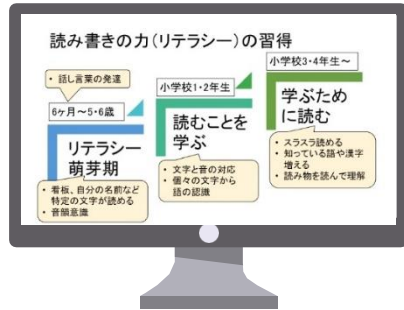 読み書きの力（リテラシー）の習得
・話し言葉の発達
6ヶ月～5・6歳
リテラシー
萌芽期
・看板、自分の名前など
特定の文字が読める
・音韻意識
小学校1・2年生
読むことを
学ぶ
・文字と音の対応
・個々の文字から
語の認識
小学校3・4年生～
学ぶため
に読む
・スラスラ読める
・知っている語や漢字
増える
・読み物を読んで理解